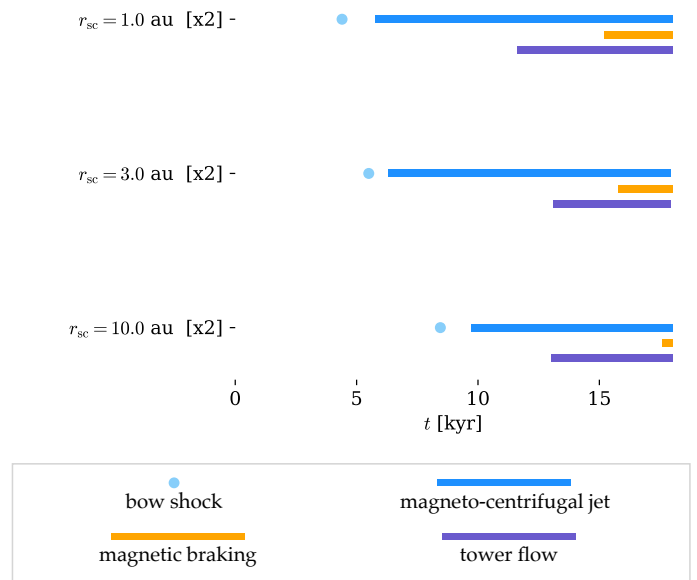 r_sc = 1.0 au [x2]
r_sc = 3.0 au [x2]
r_sc = 10.0 au [x2]
0 5 10 15
t [kyr]
bow shock magneto-centrifugal jet
magnetic braking tower flow